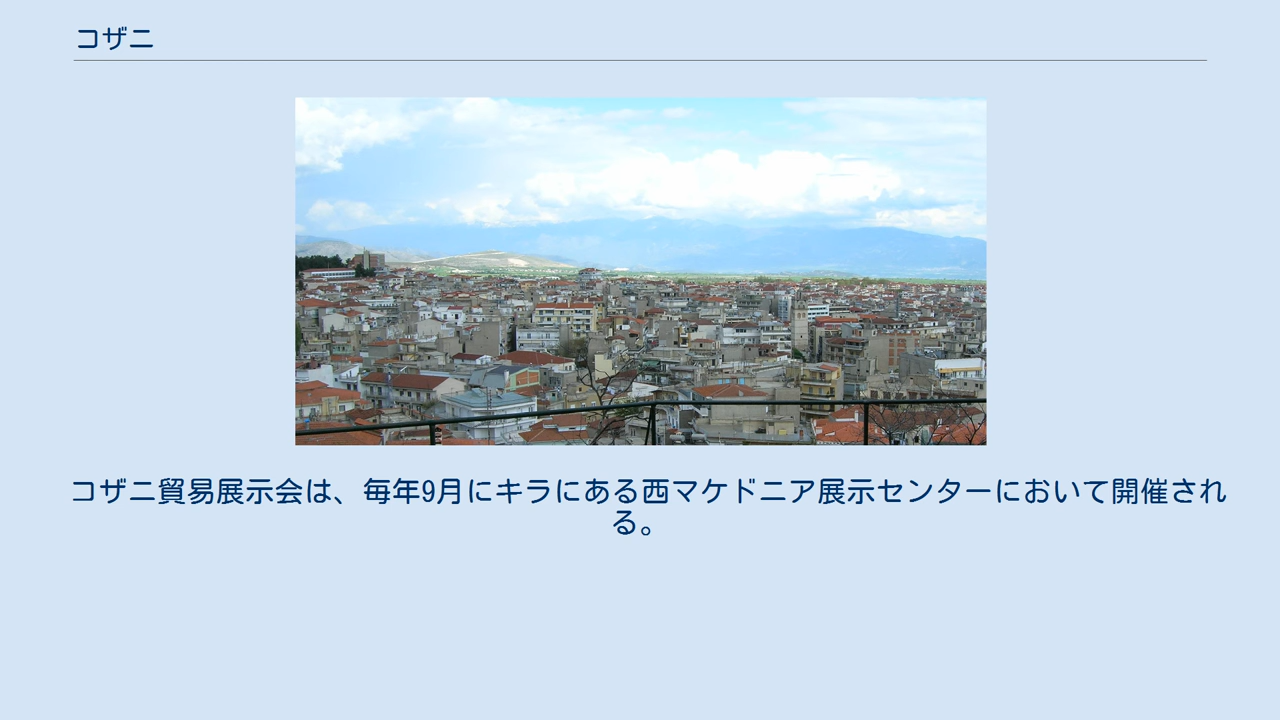 コザニ
コザニ貿易展示会は、毎年9月にキラにある西マケドニア展示センターにおいて開催され
る。